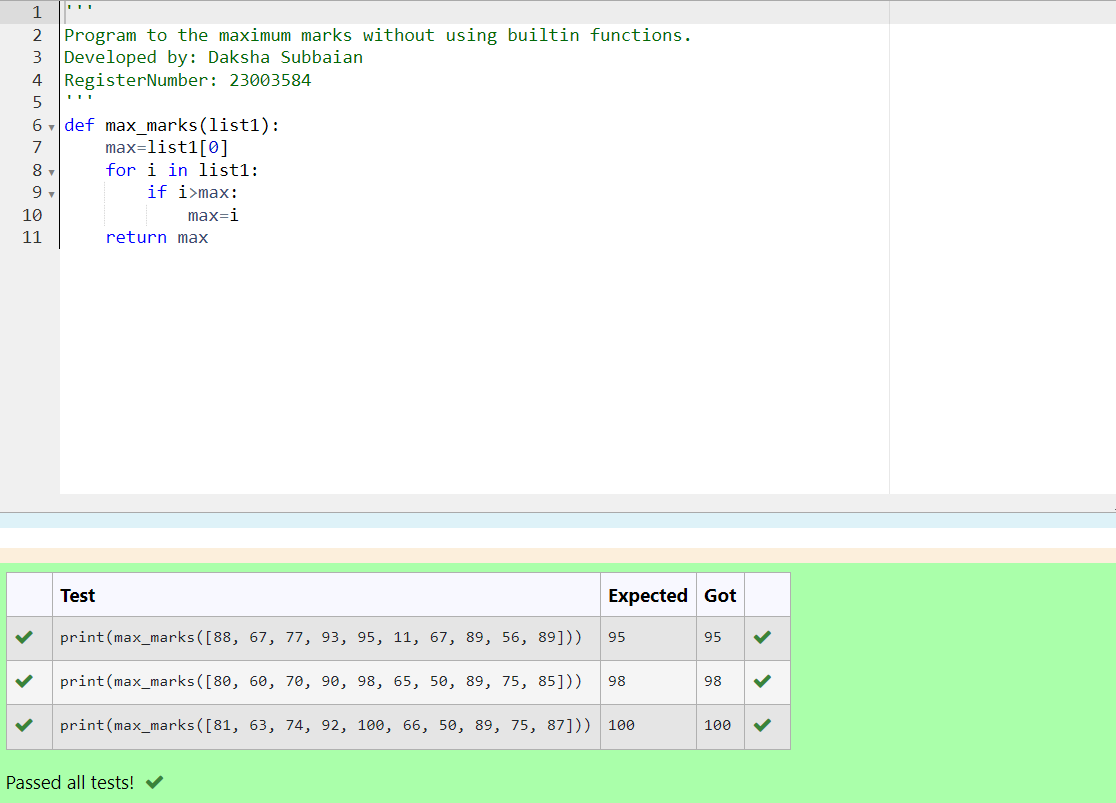 1 '''
2 Program to the maximum marks without using builtin functions.
3 Developed by: Daksha Subbaian
4 RegisterNumber: 23003584
5 '''
6 def max_marks(list1):
7     max=list1[0]
8     for i in list1:
9         if i>max:
10             max=i
11     return max
Test Expected Got
print(max_marks([88, 67, 77, 93, 95, 11, 67, 89, 56, 89])) 95 95
print(max_marks([80, 60, 70, 90, 98, 65, 50, 89, 75, 85])) 98 98
print(max_marks([81, 63, 74, 92, 100, 66, 50, 89, 75, 87])) 100 100
Passed all tests!